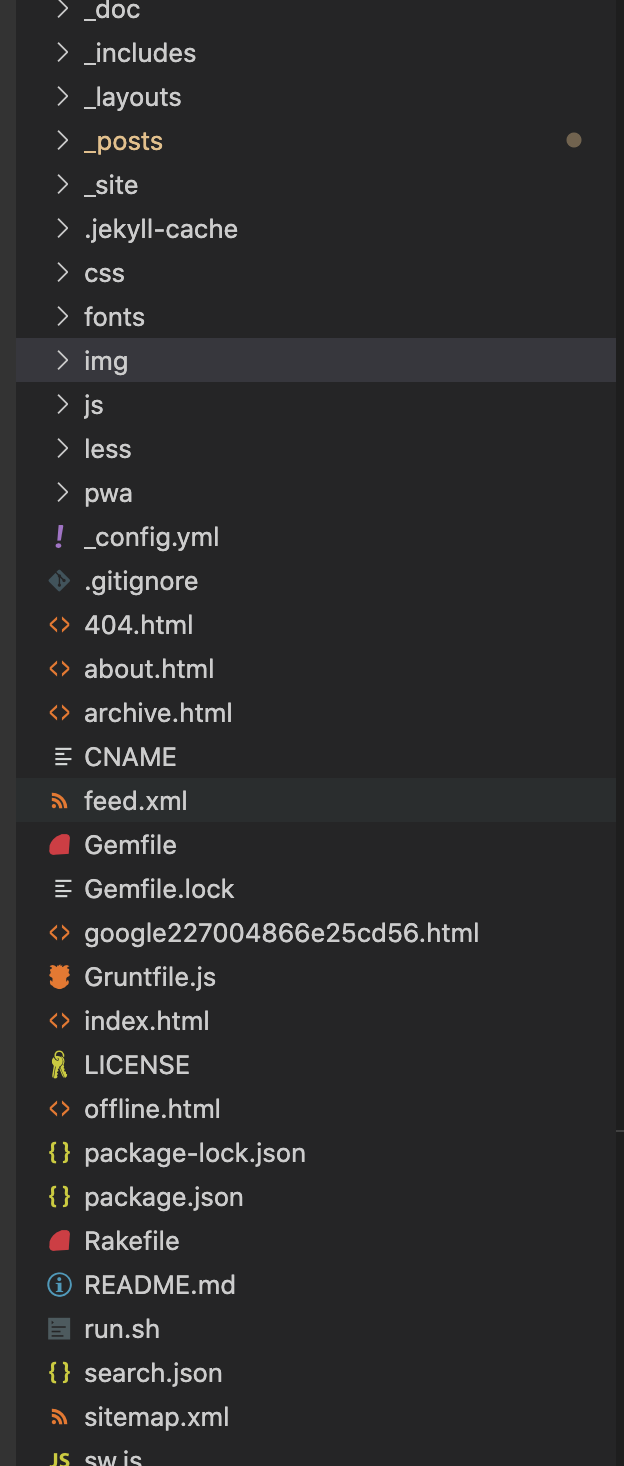 _doc
_includes
_layouts
_posts
_site
.jekyll-cache
css
fonts
img
js
less
pwa
_config.yml
.gitignore
404.html
about.html
archive.html
CNAME
feed.xml
Gemfile
Gemfile.lock
google227004866e25cd56.html
Gruntfile.js
index.html
LICENSE
offline.html
package-lock.json
package.json
Rakefile
README.md
run.sh
search.json
sitemap.xml
JS sw.js